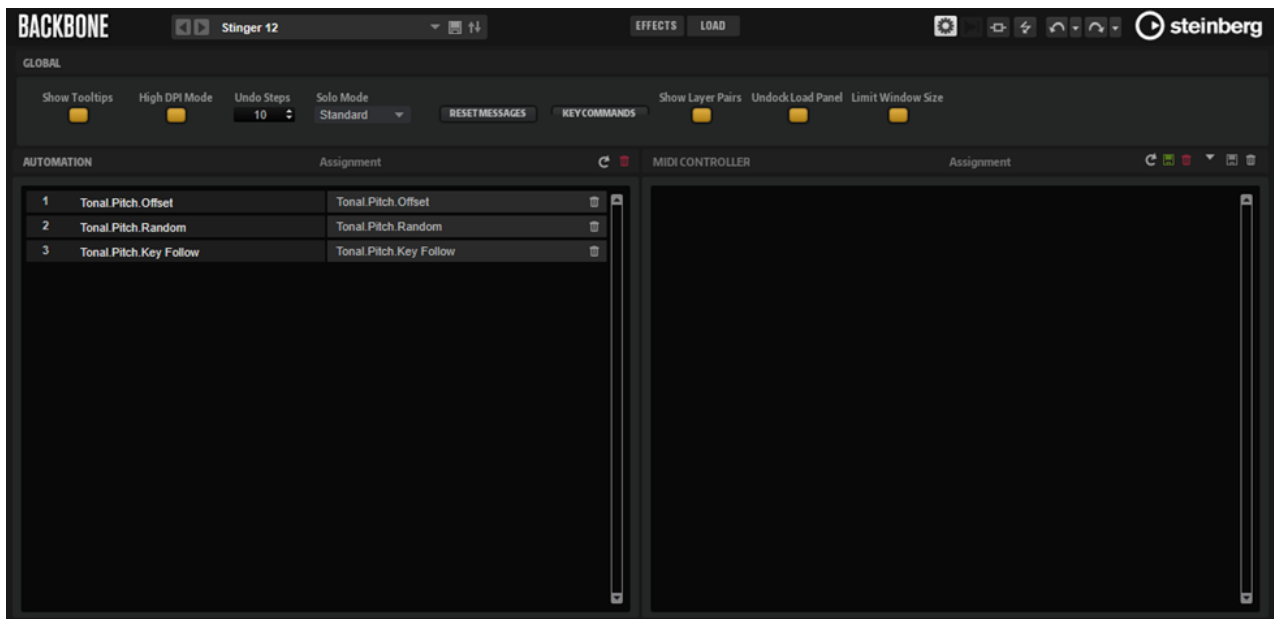 BACKBONE Stinger 12 EFFECTS LOAD steinberg
GLOBAL
Show Tooltips High DPI Mode Undo Steps Solo Mode Show Layer Pairs Undock Load Panel Limit Window Size
10 Standard RESET MESSAGES KEY COMMANDS
AUTOMATION Assignment MIDI CONTROLLER Assignment
1 Tonal.Pitch.Offset Tonal.Pitch.Offset
2 Tonal.Pitch.Random Tonal.Pitch.Random
3 Tonal.Pitch.Key Follow Tonal.Pitch.Key Follow